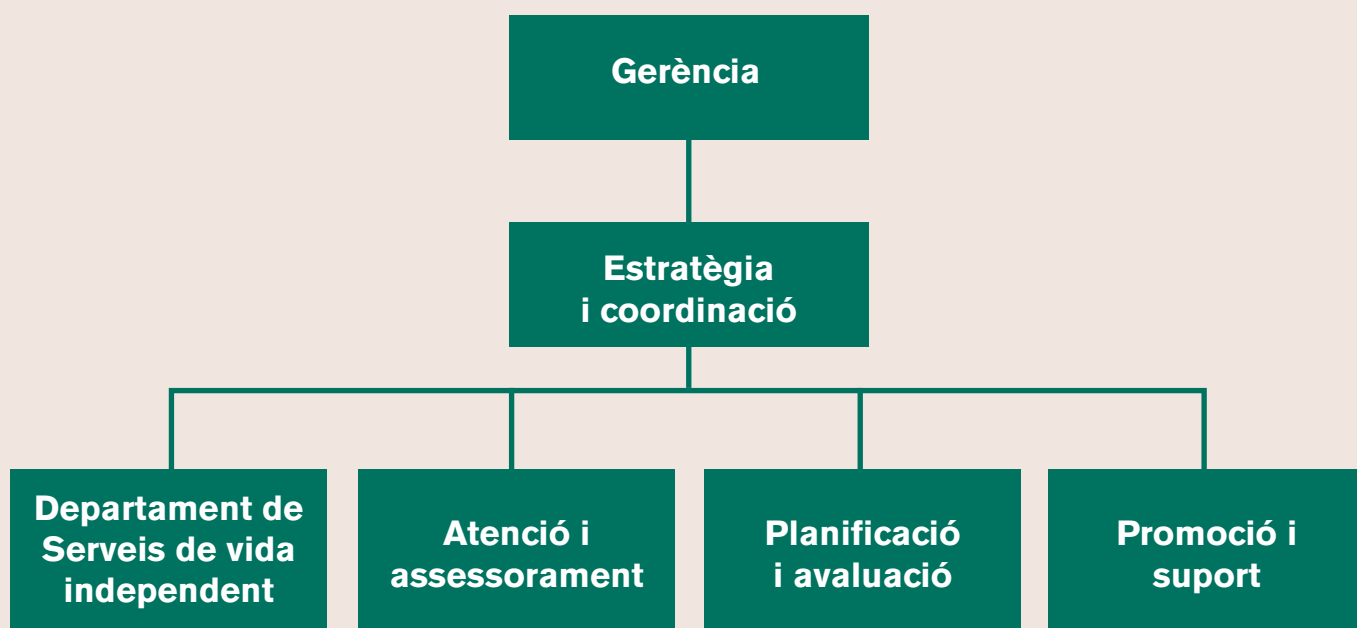 Gerència
Estratègia
i coordinació
Departament de
Serveis de vida
independent
Atenció i
assessorament
Planificació
i avaluació
Promoció i
suport